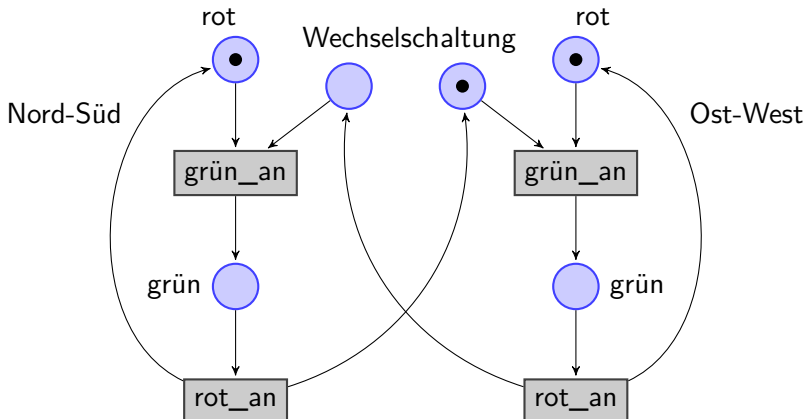 rot
rot
Wechselschaltung
Nord-Süd
Ost-West
grün_an
grün_an
grün
grün
rot_an
rot_an